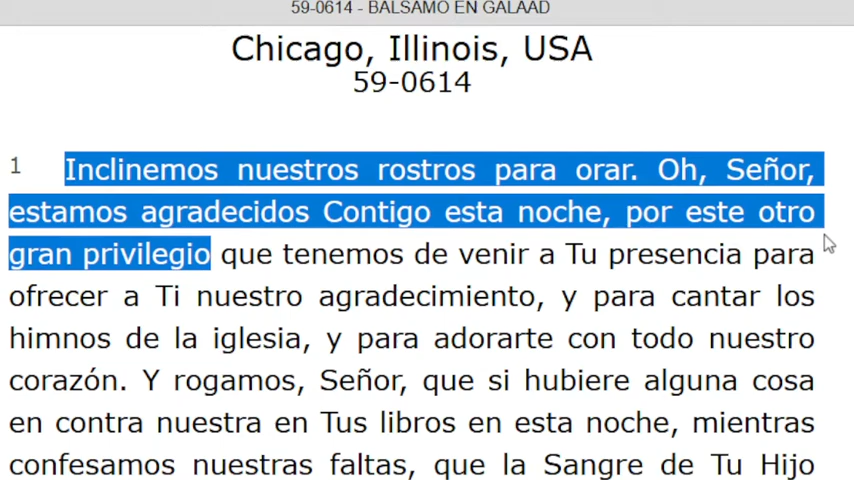 59-0614 - BALSAMO EN GALAAD
Chicago, Illinois, USA
59-0614
1 Inclinemos nuestros rostros para orar. Oh, Señor,
estamos agradecidos Contigo esta noche, por este otro
gran privilegio que tenemos de venir a Tu presencia para
ofrecer a Ti nuestro agradecimiento, y para cantar los
himnos de la iglesia, y para adorarte con todo nuestro
corazón. Y rogamos, Señor, que si hubiere alguna cosa
en contra nuestra en Tus libros en esta noche, mientras
confesamos nuestras faltas, que la Sangre de Tu Hijo